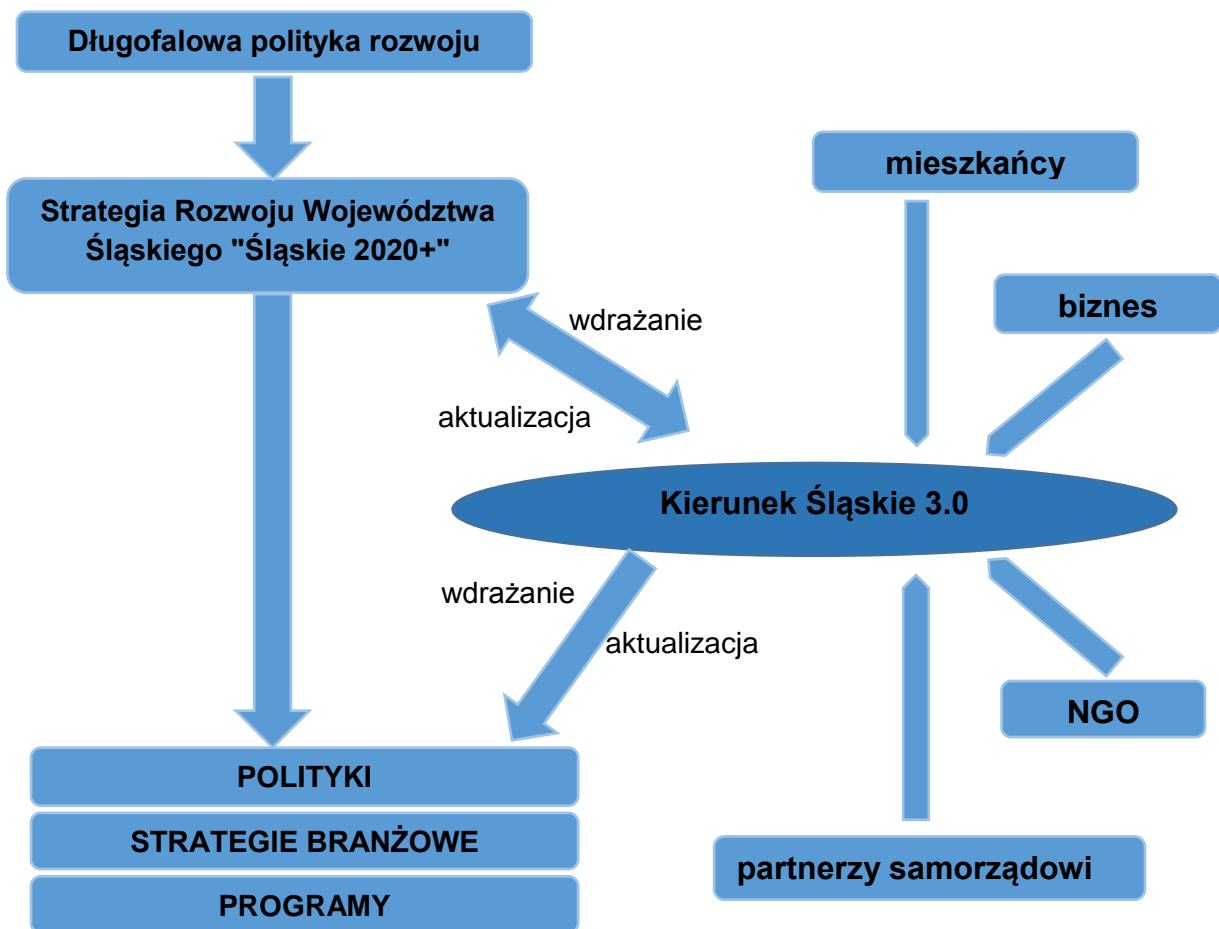 Długofalowa polityka rozwoju
mieszkańcy
Strategia Rozwoju Województwa
Śląskiego "Śląskie 2020+"
biznes
wdrażanie
aktualizacja
Kierunek Śląskie 3.0
wdrażanie
aktualizacja
NGO
POLITYKI
STRATEGIE BRANŻOWE
partnerzy samorządowi
PROGRAMY